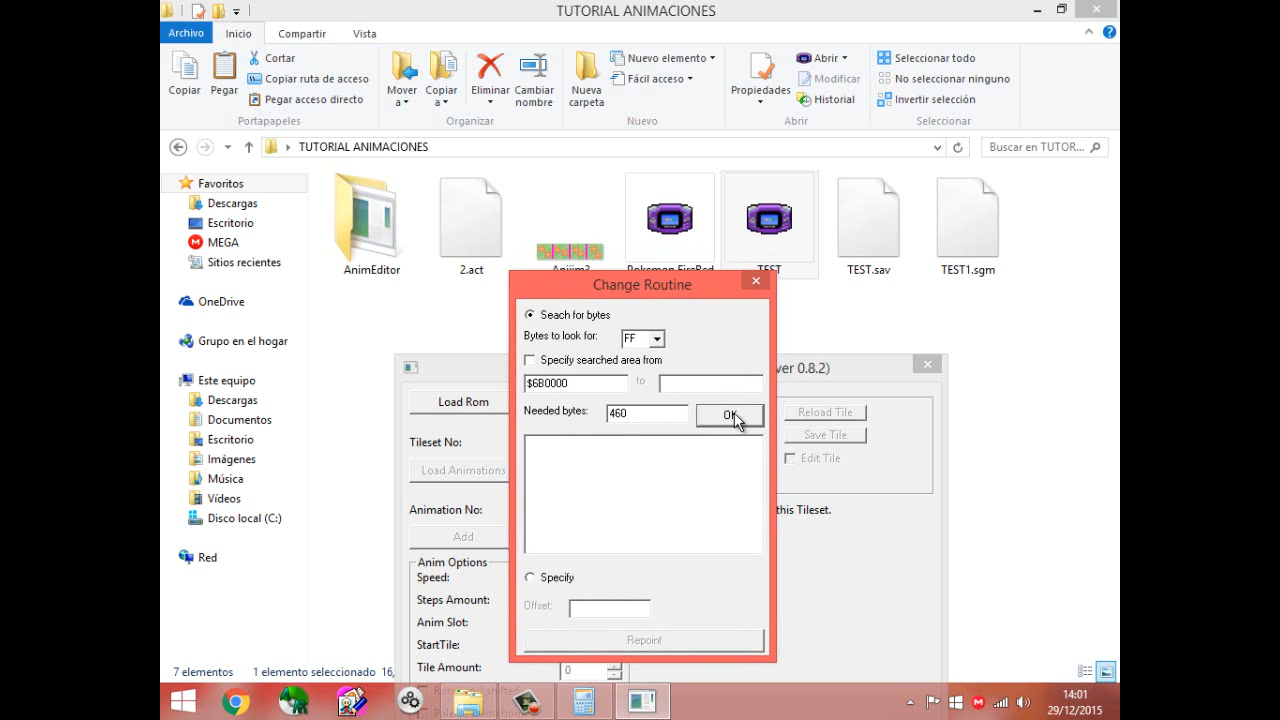 TUTORIAL ANIMACIONES
Archivo
Inicio
Compartir
Vista
Copiar
Pegar
Cortar
Copiar ruta de acceso
Pegar acceso directo
Portapapeles
Mover a
Copiar a
Eliminar
Cambiar nombre
Organizar
Nueva carpeta
Nuevo elemento
Fácil acceso
Nuevo
Propiedades
Abrir
Modificar
Historial
Abrir
Seleccionar todo
No seleccionar ninguno
Invertir selección
Seleccionar
TUTORIAL ANIMACIONES
Buscar en TUTOR...
Favoritos
Descargas
Escritorio
MEGA
Sitios recientes
OneDrive
Grupo en el hogar
Este equipo
Descargas
Documentos
Escritorio
Imágenes
Música
Vídeos
Disco local (C:)
Red
AnimEditor
2.act
Pokemon FireRed
TEST
TEST.sav
TEST1.sgm
Change Routine
Seach for bytes
Bytes to look for:
FF
Specify searched area from
$6B0000
to
Needed bytes:
460
OK
Specify
Offset:
Repoint
ver 0.8.2)
Load Rom
Tileset No:
Load Animations
Animation No:
Add
Anim Options
Speed:
Steps Amount:
Anim Slot:
StartTile:
Tile Amount:
0
Reload Tile
Save Tile
Edit Tile
this Tileset.
7 elementos
1 elemento seleccionado
16,
14:01
29/12/2015